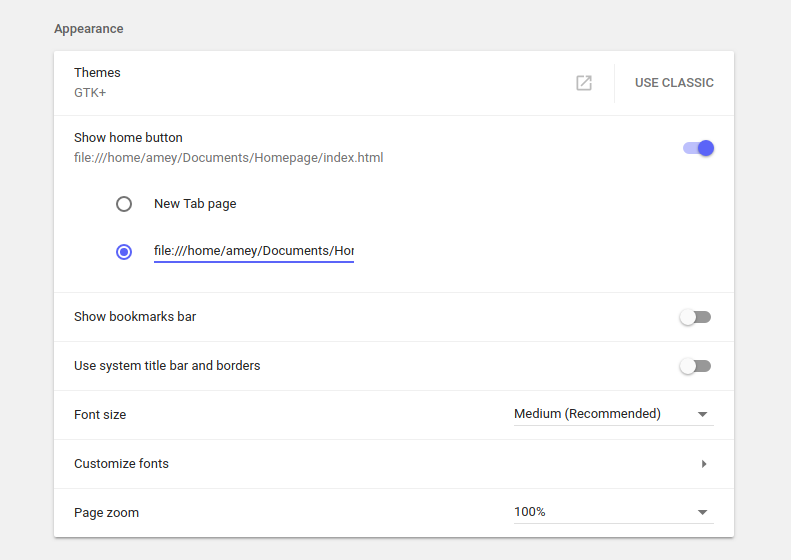 Appearance
Themes
GTK+
USE CLASSIC
Show home button
file:///home/amey/Documents/Homepage/index.html
New Tab page
file:///home/amey/Documents/Hor
Show bookmarks bar
Use system title bar and borders
Font size
Medium (Recommended)
Customize fonts
Page zoom
100%